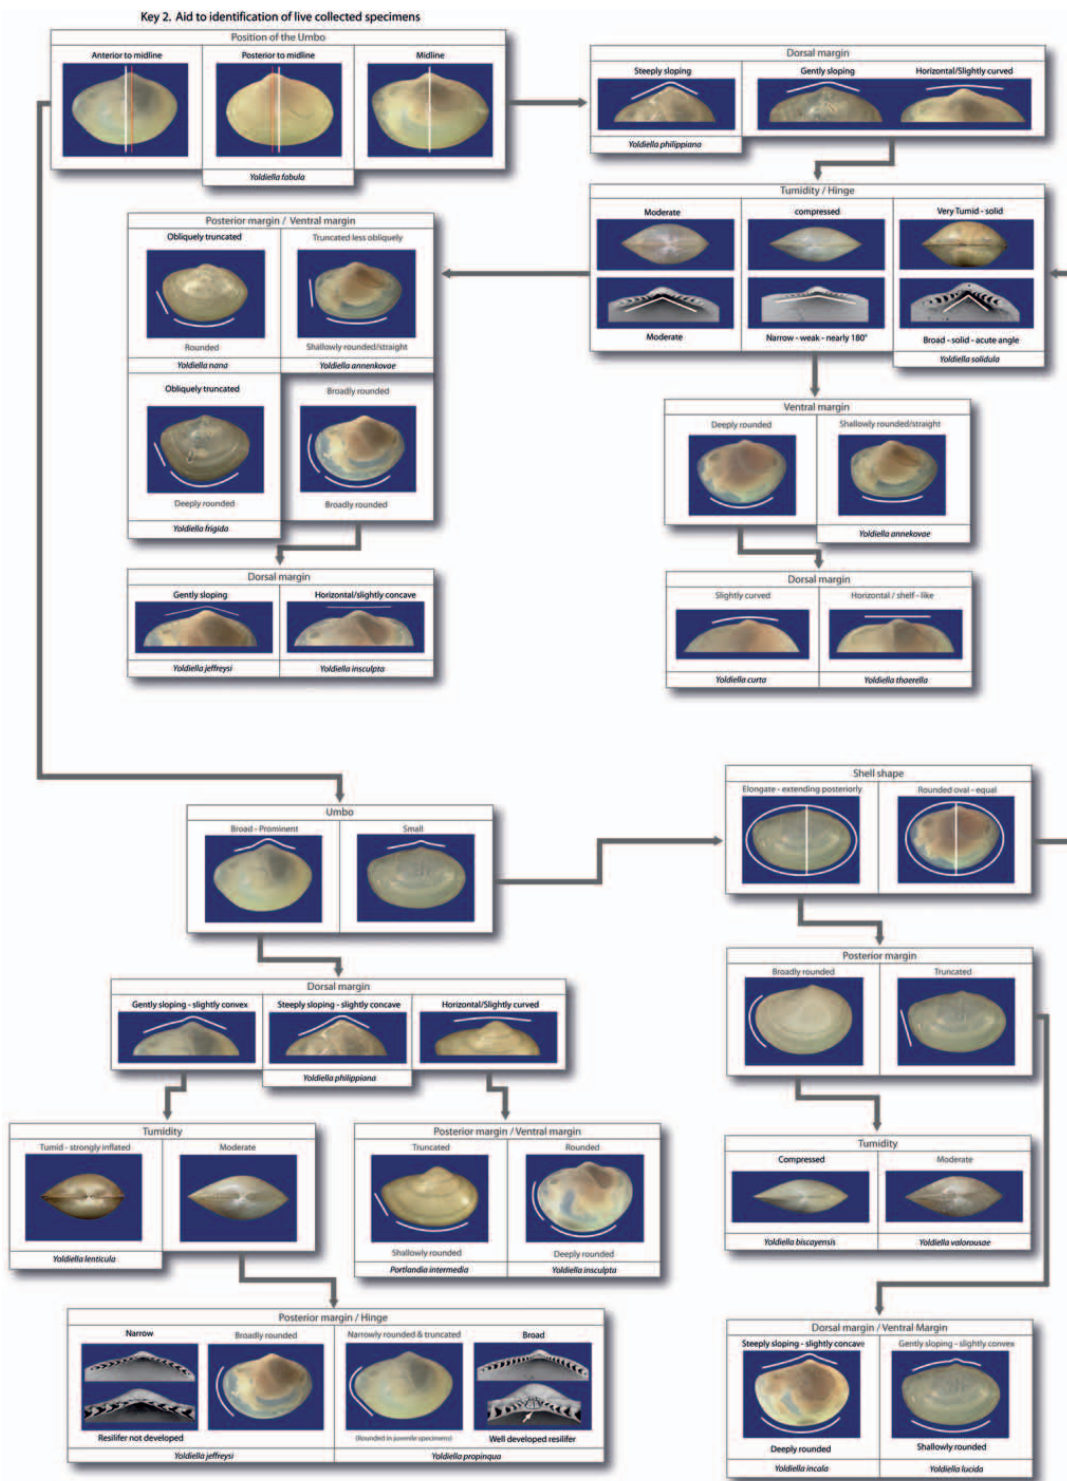 Key 2. Aid to identification of live collected specimens
Position of the Umbo
Anterior to midline
Posterior to midline
Midline
Yoldiella fabula
Dorsal margin
Steeply sloping
Gently sloping
Horizontal/Slightly curved
Yoldiella philippiana
Tumidity / Hinge
Moderate
compressed
Very Tumid - solid
Moderate
Narrow - weak - nearly 180°
Broad - solid - acute angle
Yoldiella solidula
Posterior margin / Ventral margin
Obliquely truncated
Truncated less obliquely
Rounded
Shallowly rounded/straight
Yoldiella nana
Yoldiella annenkovae
Obliquely truncated
Broadly rounded
Deeply rounded
Broadly rounded
Yoldiella frigida
Dorsal margin
Gently sloping
Horizontal/slightly concave
Yoldiella jeffreysi
Yoldiella insculpta
Ventral margin
Deeply rounded
Shallowly rounded/straight
Yoldiella annekovae
Dorsal margin
Slightly curved
Horizontal / shelf - like
Yoldiella curta
Yoldiella thaerella
Umbo
Broad - Prominent
Small
Shell shape
Elongate - extending posteriorly
Rounded oval - equal
Posterior margin
Broadly rounded
Truncated
Dorsal margin
Gently sloping - slightly convex
Steeply sloping - slightly concave
Horizontal/Slightly curved
Yoldiella philippiana
Tumidity
Tumid - strongly inflated
Moderate
Yoldiella lenticula
Posterior margin / Ventral margin
Truncated
Rounded
Shallowly rounded
Deeply rounded
Portlandia intermedia
Yoldiella insculpta
Tumidity
Compressed
Moderate
Yoldiella biscayensis
Yoldiella valorousae
Posterior margin / Hinge
Narrow
Broadly rounded
Narrowly rounded & truncated
Broad
Resilifer not developed
(Rounded in juvenile specimens)
Well developed resilifer
Yoldiella jeffreysi
Yoldiella propinqua
Dorsal margin / Ventral Margin
Steeply sloping - slightly concave
Gently sloping - slightly convex
Deeply rounded
Shallowly rounded
Yoldiella incala
Yoldiella lucida